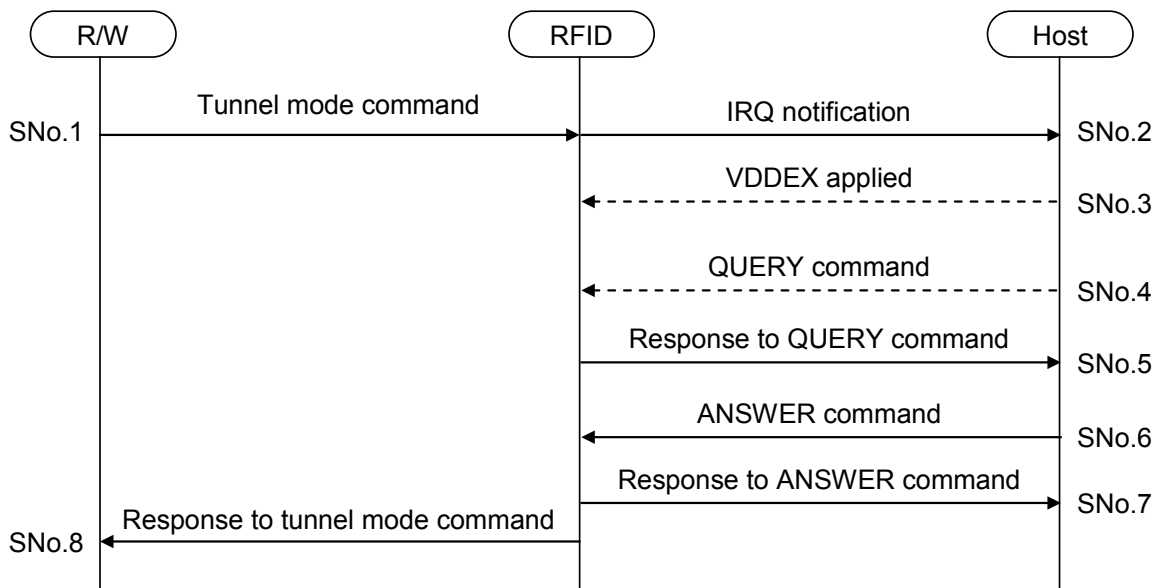 R/W
RFID
Host
Tunnel mode command
IRQ notification
SNo.1
SNo.2
VDDEX applied
SNo.3
QUERY command
SNo.4
Response to QUERY command
SNo.5
ANSWER command
SNo.6
Response to ANSWER command
SNo.7
Response to tunnel mode command
SNo.8